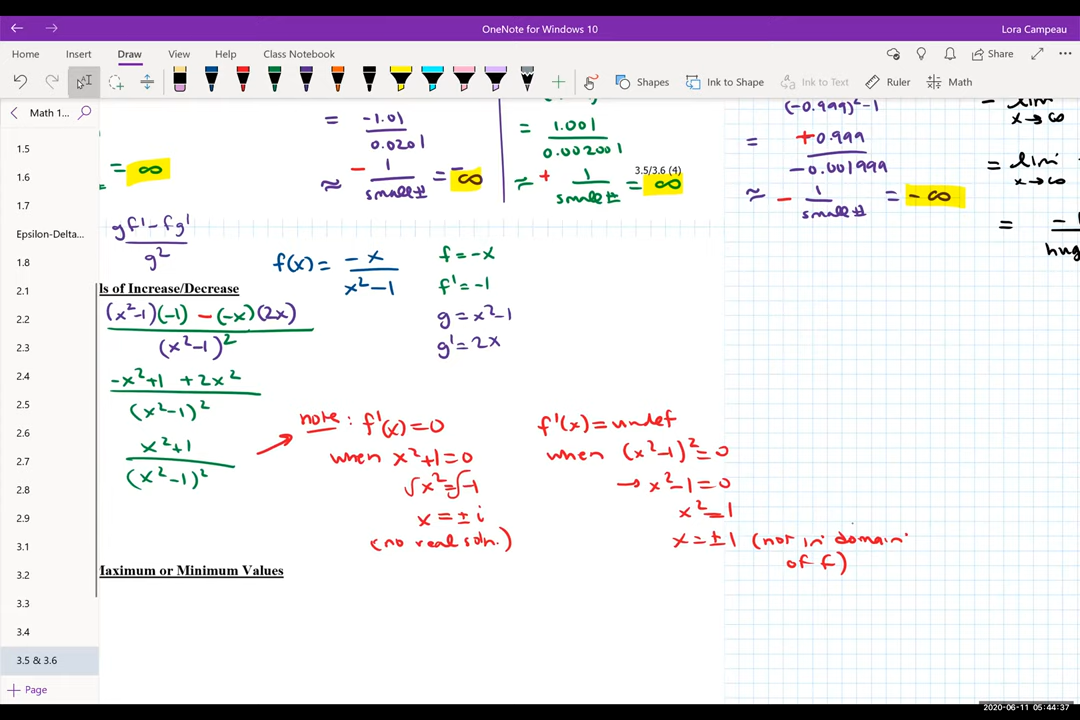 OneNote for Windows 10
Lora Campeau
Home Insert Draw View Help Class Notebook
Share
Shapes Ink to Shape Ink to Text Ruler Math
Math 1...
1.5
1.6
1.7
Epsilon-Delta...
1.8
2.1
2.2
2.3
2.4
2.5
2.6
2.7
2.8
2.9
3.1
3.2
3.3
3.4
3.5 & 3.6
+ Page
= ∞
= -1.01 / 0.0201
≈ - 1 / small # = -∞
= 1.001 / 0.002001
3.5/3.6 (4)
≈ + 1 / small # = ∞
(-0.999)²-1
= +0.999 / -0.001999
≈ - 1 / small # = -∞
- lim x→∞
= lim x→∞
= -1
hug
gf'-fg' / g²
f(x) = -x / x²-1
f=-x
f'=-1
g=x²-1
g'=2x
ls of Increase/Decrease
(x²-1)(-1) - (-x)(2x) / (x²-1)²
-x²+1 +2x² / (x²-1)²
x²+1 / (x²-1)²
note: f'(x)=0
when x²+1=0
√x²=√-1
x=±i
(no real soln.)
f'(x)=undef
when (x²-1)²=0
→ x²-1=0
x²=1
x=±1 (not in domain
of f)
Maximum or Minimum Values
2020-06-11 05:44:37